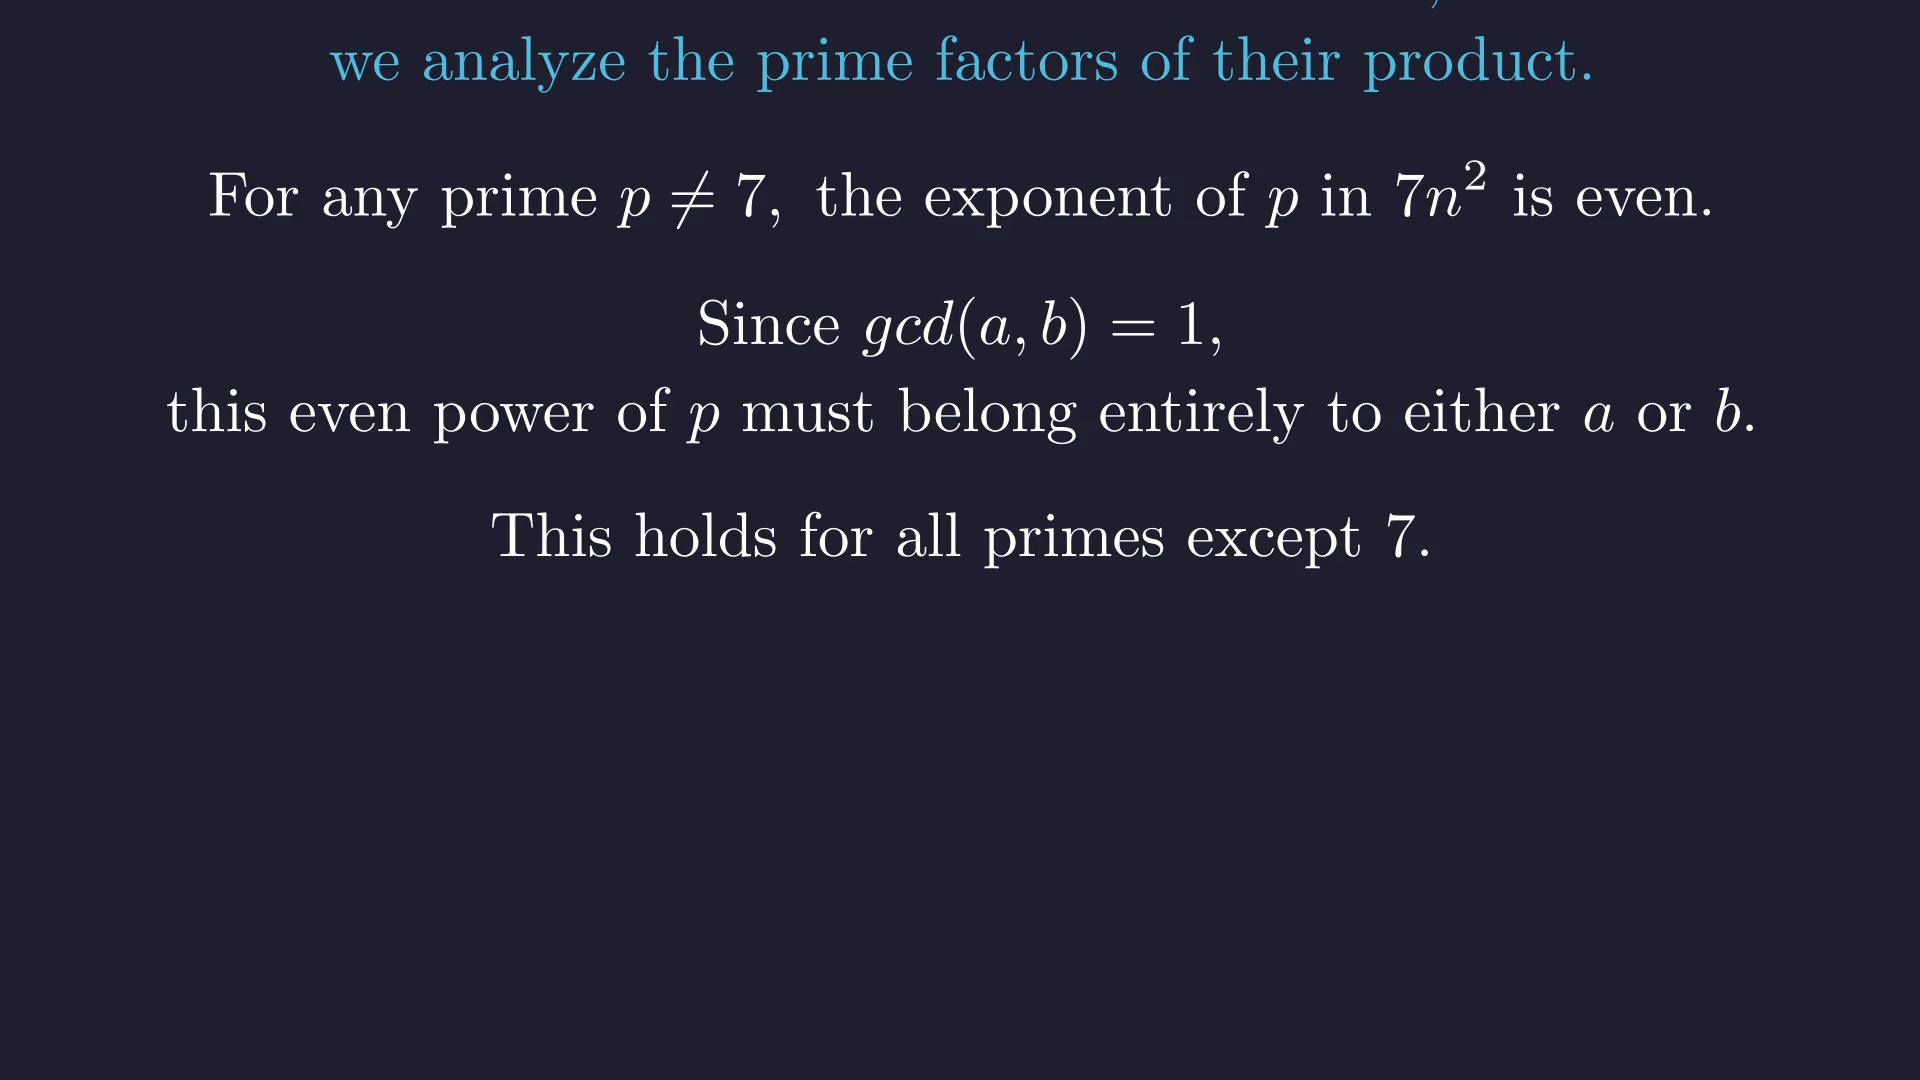 we analyze the prime factors of their product.
For any prime p ≠ 7, the exponent of p in 7n² is even.
Since gcd(a, b) = 1,
this even power of p must belong entirely to either a or b.
This holds for all primes except 7.